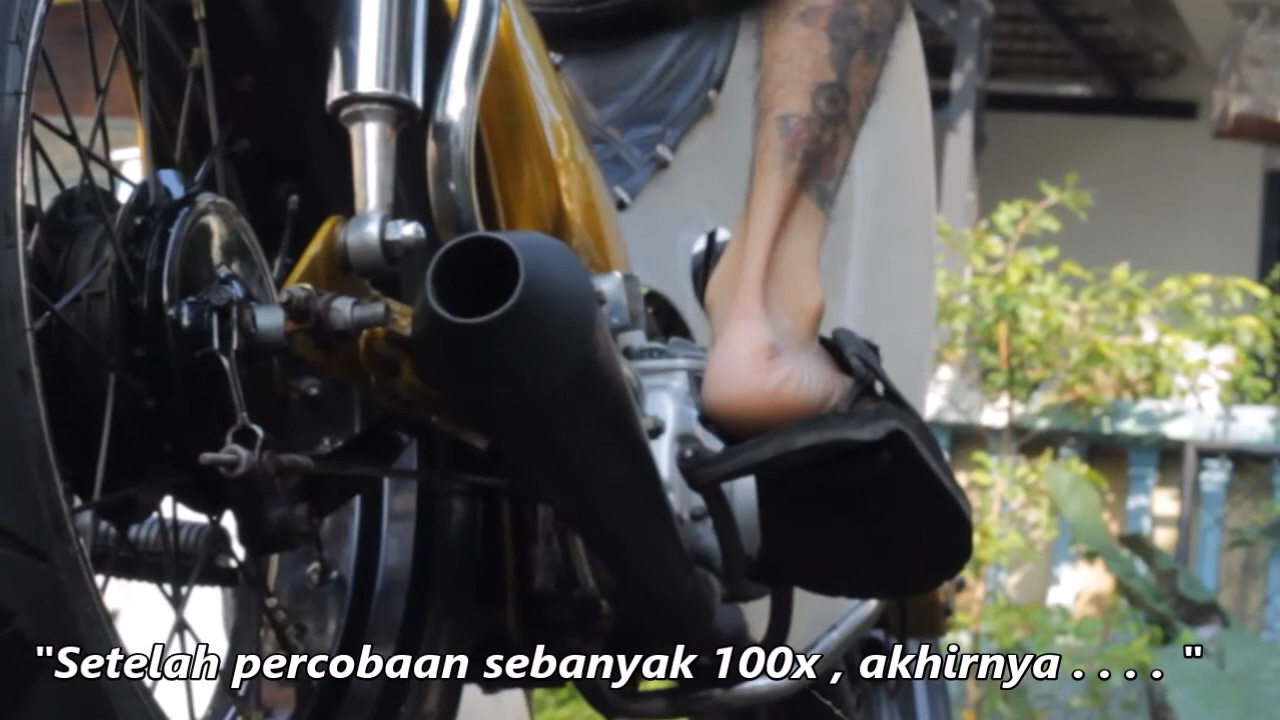 "Setelah percobaan sebanyak 100x , akhirnya . . . . "